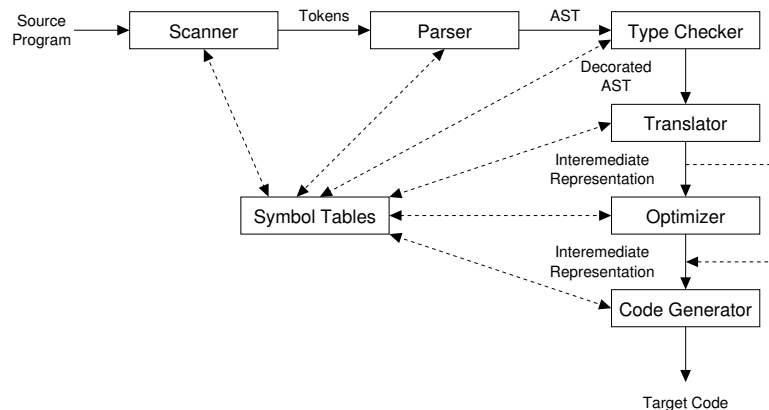 Source
Program
Scanner
Tokens
Parser
AST
Type Checker
Decorated
AST
Translator
Interemediate
Representation
Symbol Tables
Optimizer
Interemediate
Representation
Code Generator
Target Code